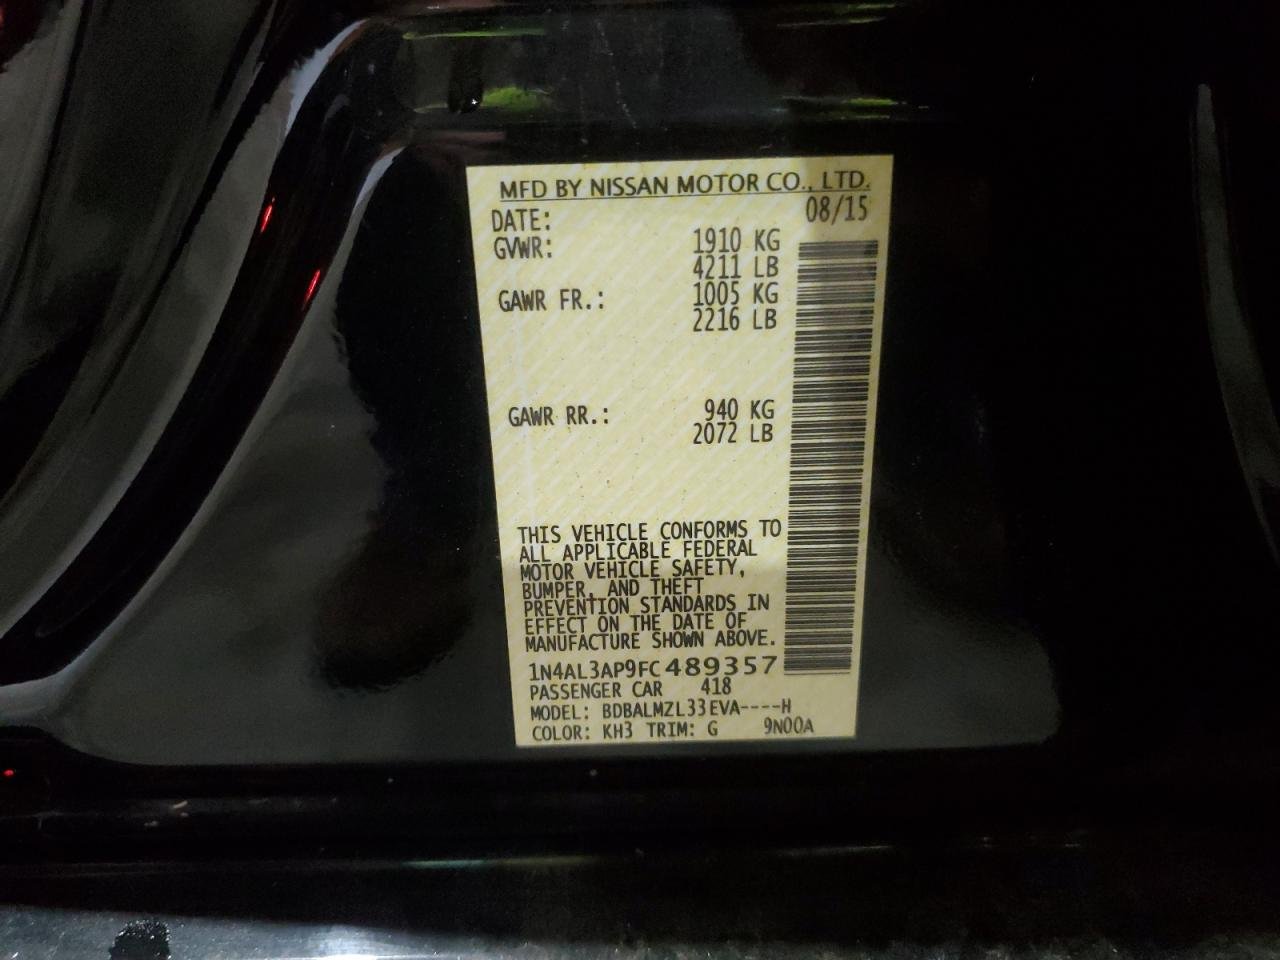 MFD BY NISSAN MOTOR CO., LTD.
DATE: 08/15
GVWR: 1910 KG
4211 LB
GAWR FR.: 1005 KG
2216 LB
GAWR RR.: 940 KG
2072 LB
THIS VEHICLE CONFORMS TO
ALL APPLICABLE FEDERAL
MOTOR VEHICLE SAFETY,
BUMPER, AND THEFT
PREVENTION STANDARDS IN
EFFECT ON THE DATE OF
MANUFACTURE SHOWN ABOVE.
1N4AL3AP9FC489357
PASSENGER CAR 418
MODEL: BDBALMZL33EVA----H
COLOR: KH3 TRIM: G 9N00A